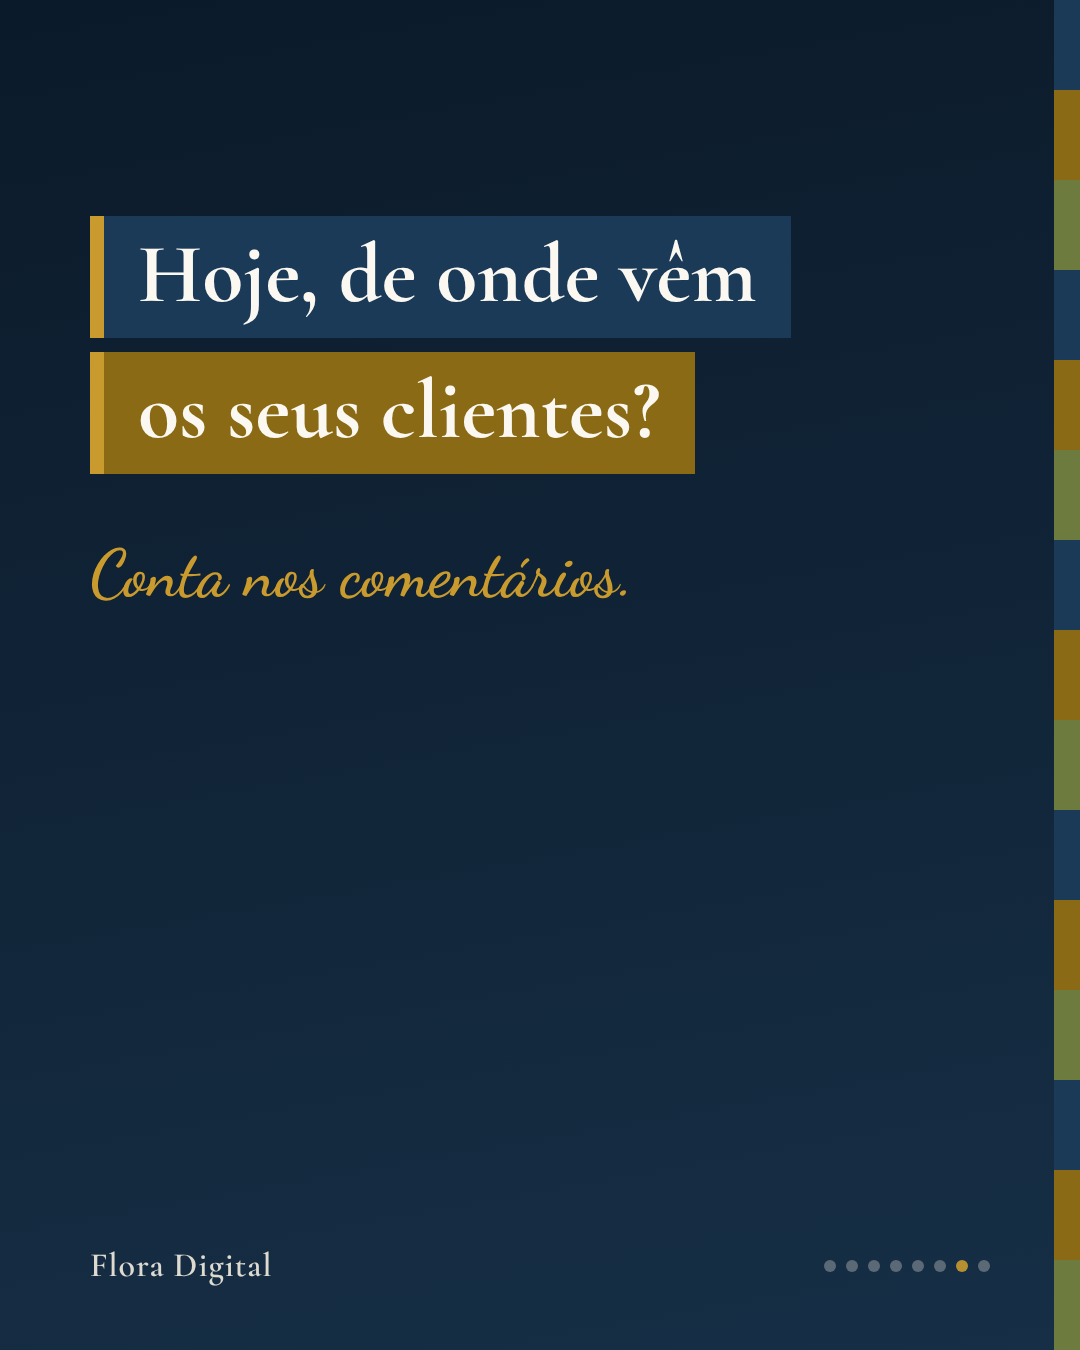 Hoje, de onde vêm
os seus clientes?
Conta nos comentários.
Flora Digital